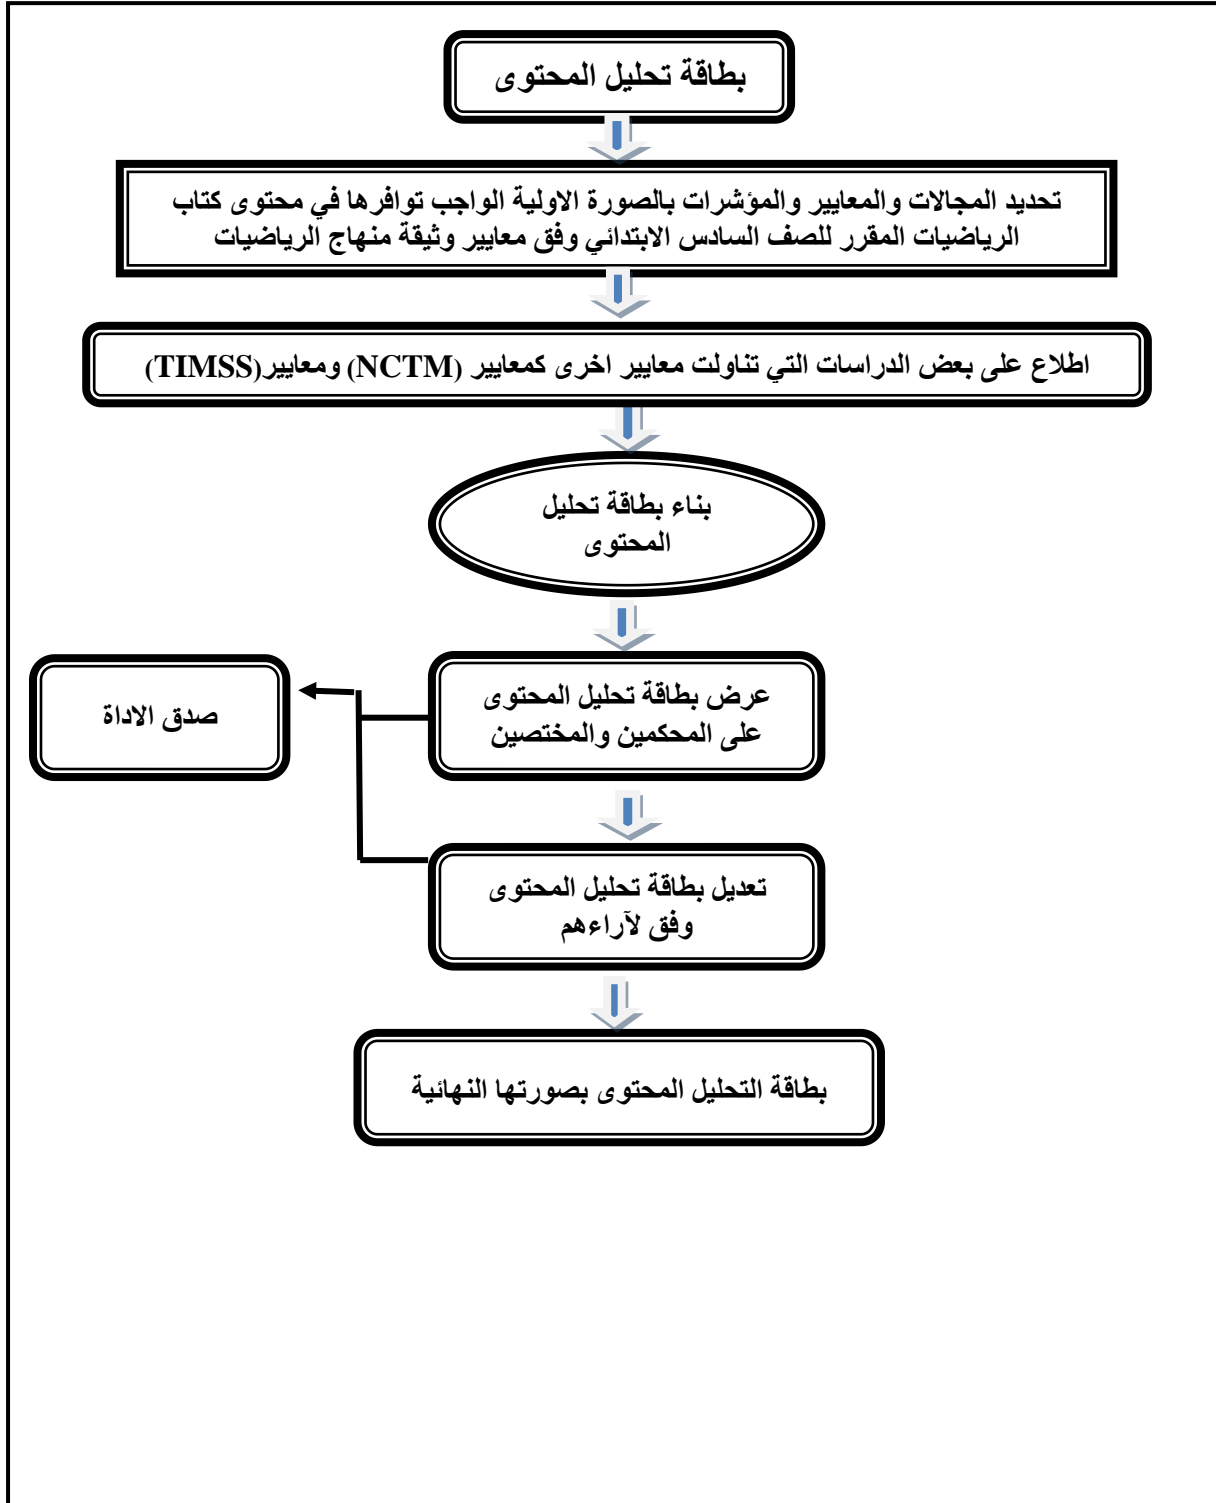 بطاقة تحليل المحتوى
تحديد المجالات والمعايير والمؤشرات بالصورة الاولية الواجب توافرها في محتوى كتاب
الرياضيات المقرر للصف السادس الابتدائي وفق معايير وثيقة منهاج الرياضيات
اطلاع على بعض الدراسات التي تناولت معايير اخرى كمعايير (NCTM) ومعايير(TIMSS)
بناء بطاقة تحليل
المحتوى
عرض بطاقة تحليل المحتوى
على المحكمين والمختصين
صدق الاداة
تعديل بطاقة تحليل المحتوى
وفق لآراءهم
بطاقة التحليل المحتوى بصورتها النهائية